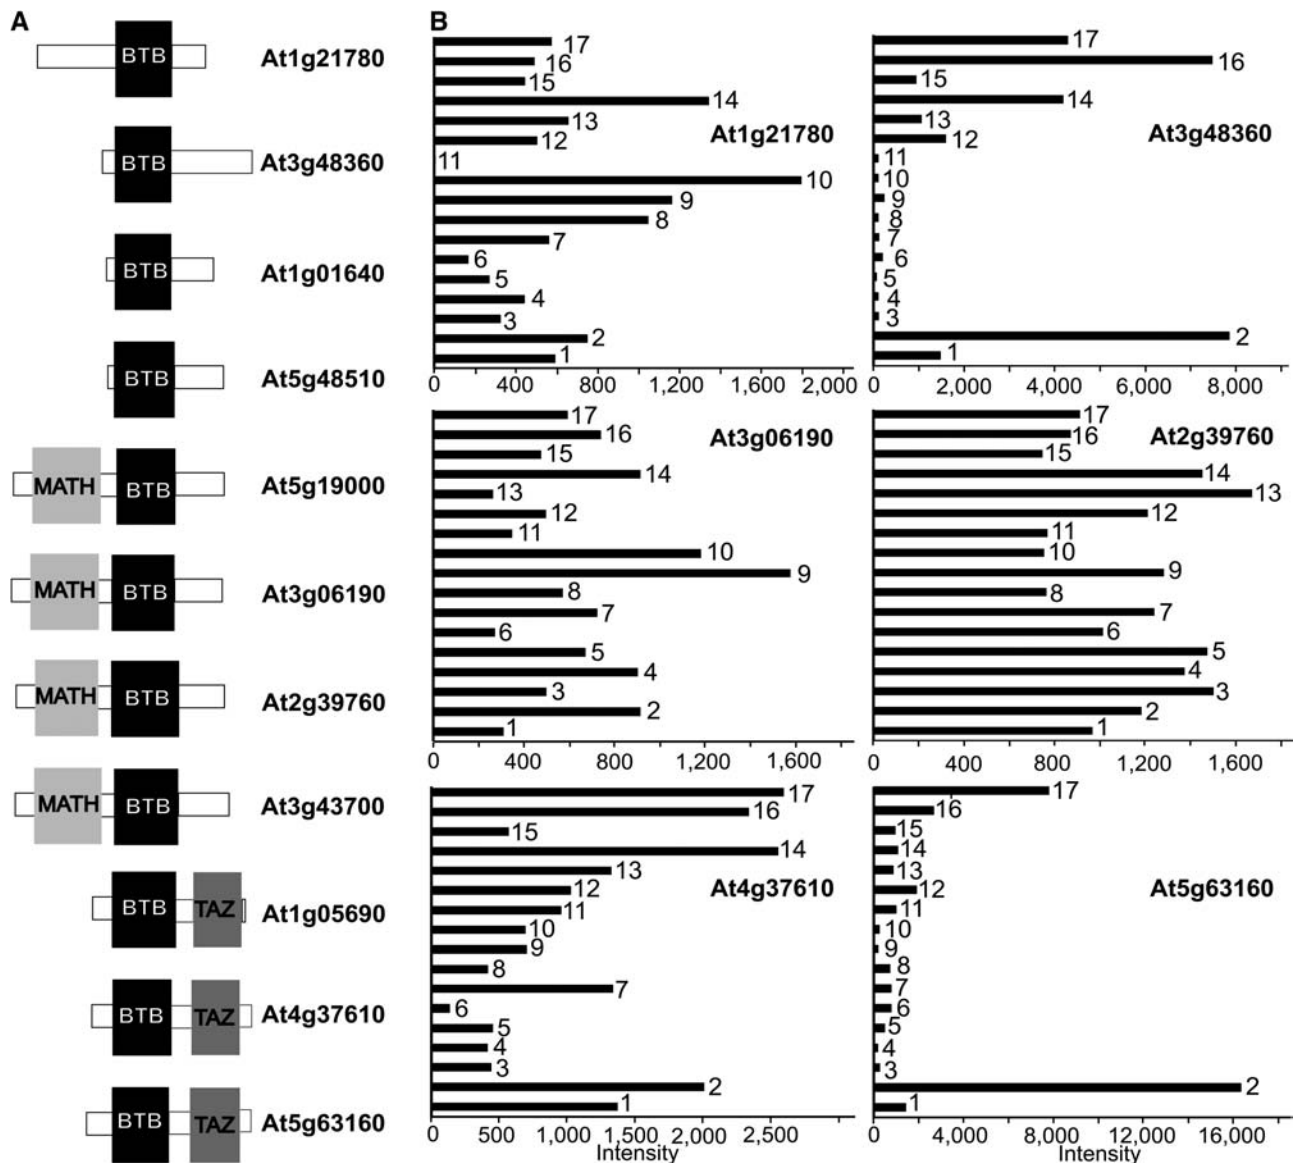 A
BTB
At1g21780
BTB
At3g48360
BTB
At1g01640
BTB
At5g48510
MATH BTB
At5g19000
MATH BTB
At3g06190
MATH BTB
At2g39760
MATH BTB
At3g43700
BTB TAZ
At1g05690
BTB TAZ
At4g37610
BTB TAZ
At5g63160
B
17
16
15
14
13
12
11
10
9
8
7
6
5
4
3
2
1
At1g21780
0 400 800 1,200 1,600 2,000
17
16
15
14
13
12
11
10
9
8
7
6
5
4
3
2
1
At3g48360
0 2,000 4,000 6,000 8,000
17
16
15
14
13
12
11
10
9
8
7
6
5
4
3
2
1
At3g06190
0 400 800 1,200 1,600
17
16
15
14
13
12
11
10
9
8
7
6
5
4
3
2
1
At2g39760
0 400 800 1,200 1,600
17
16
15
14
13
12
11
10
9
8
7
6
5
4
3
2
1
At4g37610
0 500 1,000 1,500 2,000 2,500
Intensity
17
16
15
14
13
12
11
10
9
8
7
6
5
4
3
2
1
At5g63160
0 4,000 8,000 12,000 16,000
Intensity